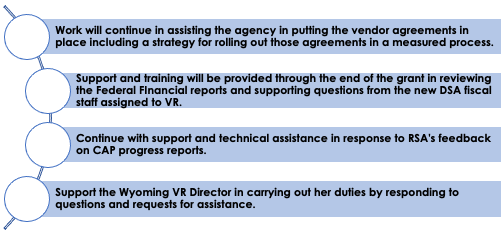 Work will continue in assisting the agency in putting the vendor agreements in
place including a strategy for rolling out those agreements in a measured process.
Support and training will be provided through the end of the grant in reviewing
the Federal Financial reports and supporting questions from the new DSA fiscal
staff assigned to VR.
Continue with support and technical assistance in response to RSA's feedback
on CAP progress reports.
Support the Wyoming VR Director in carrying out her duties by responding to
questions and requests for assistance.